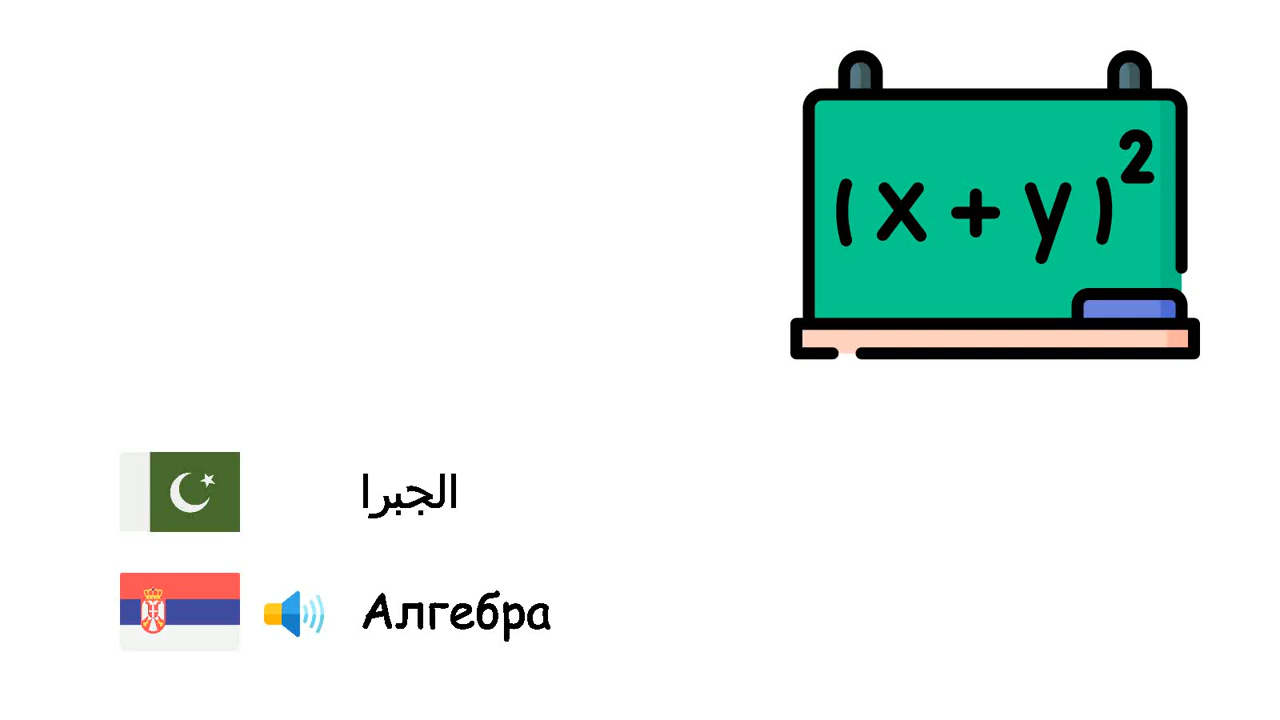 (x + y)²
الجبرا
Алгебра